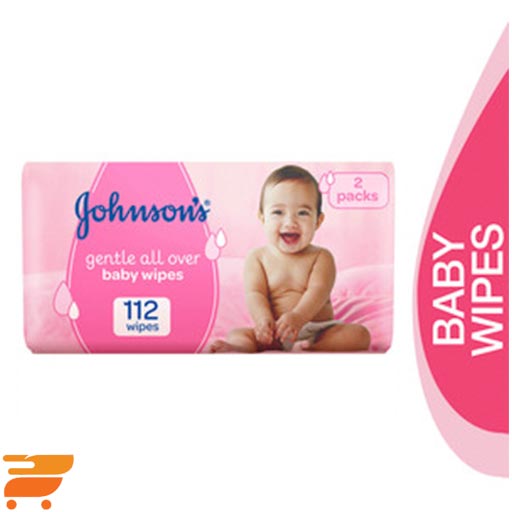 Johnson's®
gentle all over
baby wipes
112
wipes
2
packs
BABY
WIPES